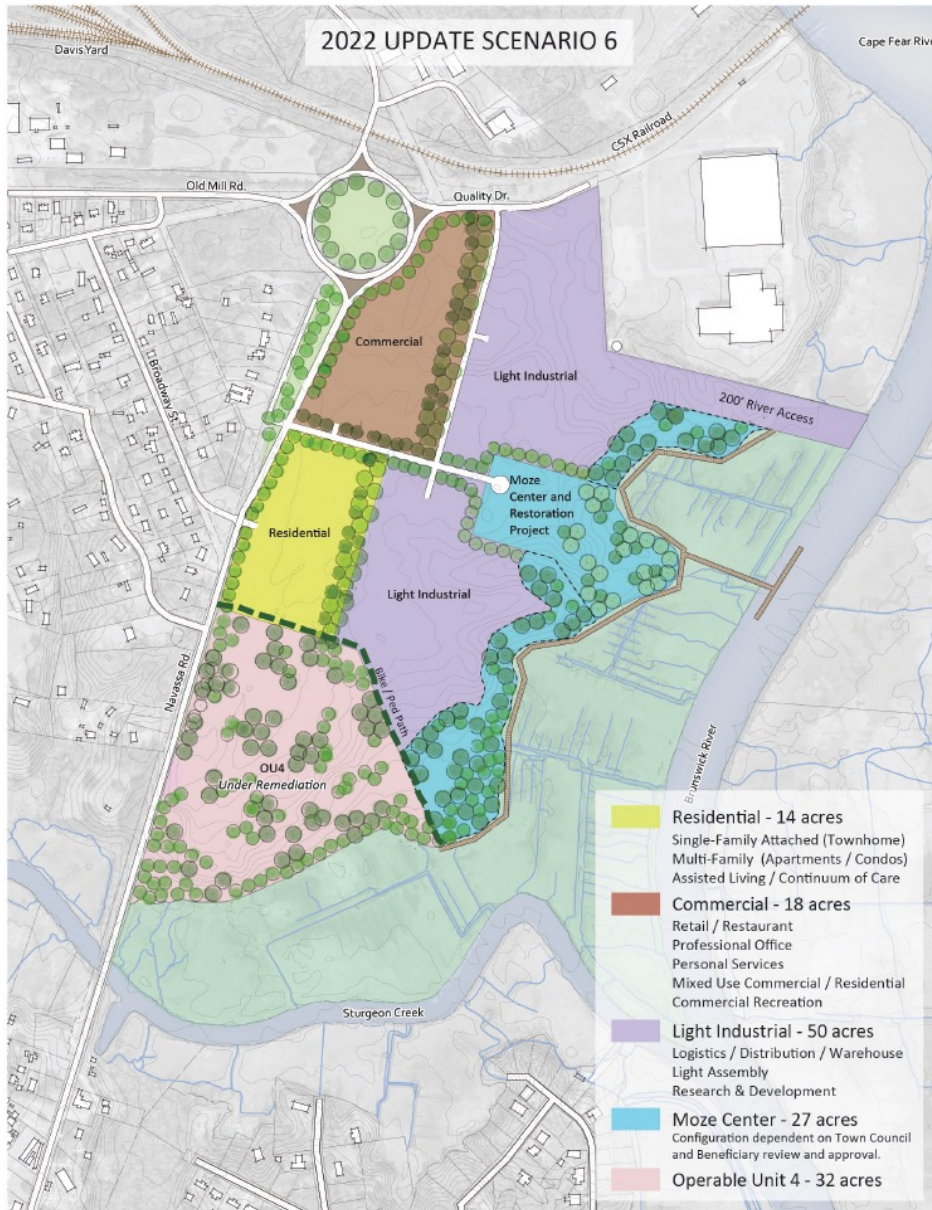 2022 UPDATE SCENARIO 6
Davis Yard
Cape Fear River
CSX Railroad
Old Mill Rd.
Quality Dr.
Commercial
Broadway St.
Light Industrial
200' River Access
Moze
Center and
Restoration
Project
Residential
Light Industrial
Navassa Rd.
Bike / Ped Path
OU4
Under Remediation
Brunswick River
Sturgeon Creek
Residential - 14 acres
Single-Family Attached (Townhome)
Multi-Family (Apartments / Condos)
Assisted Living / Continuum of Care
Commercial - 18 acres
Retail / Restaurant
Professional Office
Personal Services
Mixed Use Commercial / Residential
Commercial Recreation
Light Industrial - 50 acres
Logistics / Distribution / Warehouse
Light Assembly
Research & Development
Moze Center - 27 acres
Configuration dependent on Town Council
and Beneficiary review and approval.
Operable Unit 4 - 32 acres